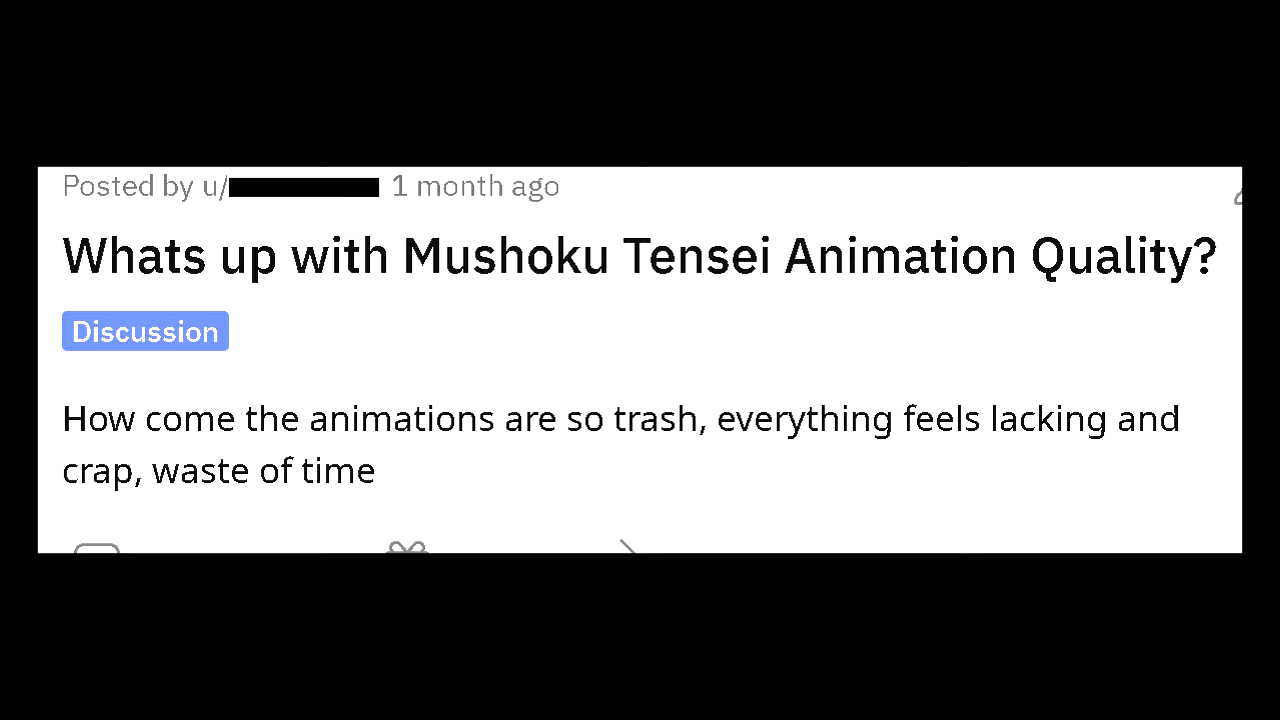 Posted by u/ 1 month ago
Whats up with Mushoku Tensei Animation Quality?
Discussion
How come the animations are so trash, everything feels lacking and
crap, waste of time